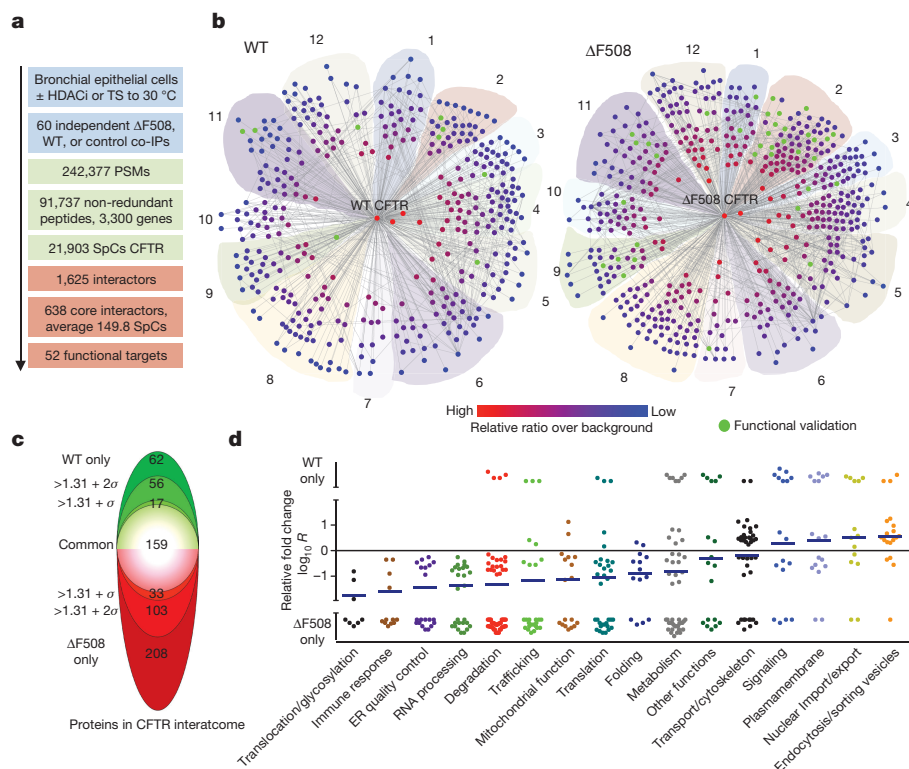 a
Bronchial epithelial cells
± HDACi or TS to 30 °C
60 independent ΔF508,
WT, or control co-IPs
242,377 PSMs
91,737 non-redundant
peptides, 3,300 genes
21,903 SpCs CFTR
1,625 interactors
638 core interactors,
average 149.8 SpCs
52 functional targets
b
WT
12
1
2
3
4
5
6
7
8
9
10
11
WT CFTR
ΔF508
12
1
2
3
4
5
6
7
8
9
10
11
ΔF508 CFTR
High
Low
Relative ratio over background
Functional validation
c
WT only
62
>1.31 + 2σ
56
>1.31 + σ
17
Common
159
>1.31 + σ
33
>1.31 + 2σ
103
ΔF508
only
208
Proteins in CFTR interatcome
d
WT
only
Relative fold change
log10 R
1
0
−1
ΔF508
only
Translocation/glycosylation
Immune response
ER quality control
RNA processing
Degradation
Trafficking
Mitochondrial function
Translation
Folding
Metabolism
Other functions
Transport/cytoskeleton
Signaling
Plasmamembrane
Nuclear Import/export
Endocytosis/sorting vesicles